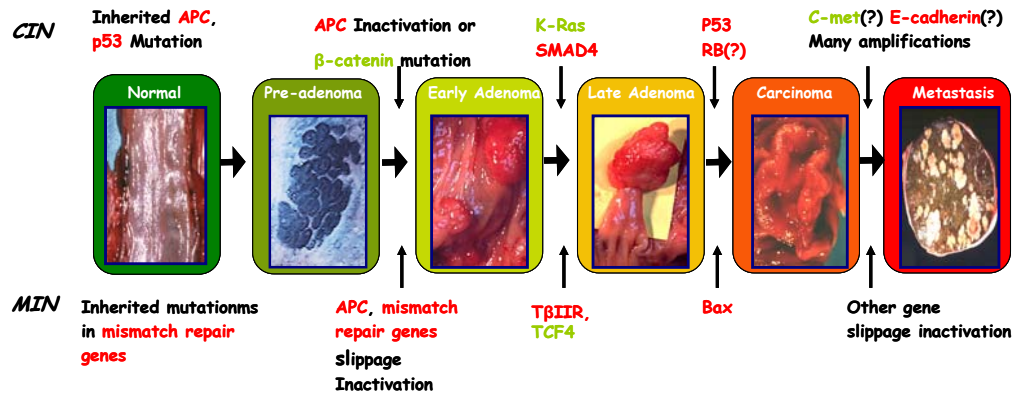 CIN
Inherited APC,
p53 Mutation
APC Inactivation or
β-catenin mutation
K-Ras
SMAD4
P53
RB(?)
C-met(?) E-cadherin(?)
Many amplifications
Normal
Pre-adenoma
Early Adenoma
Late Adenoma
Carcinoma
Metastasis
MIN
Inherited mutationms
in mismatch repair
genes
APC, mismatch
repair genes
slippage
Inactivation
TβIIR,
TCF4
Bax
Other gene
slippage inactivation